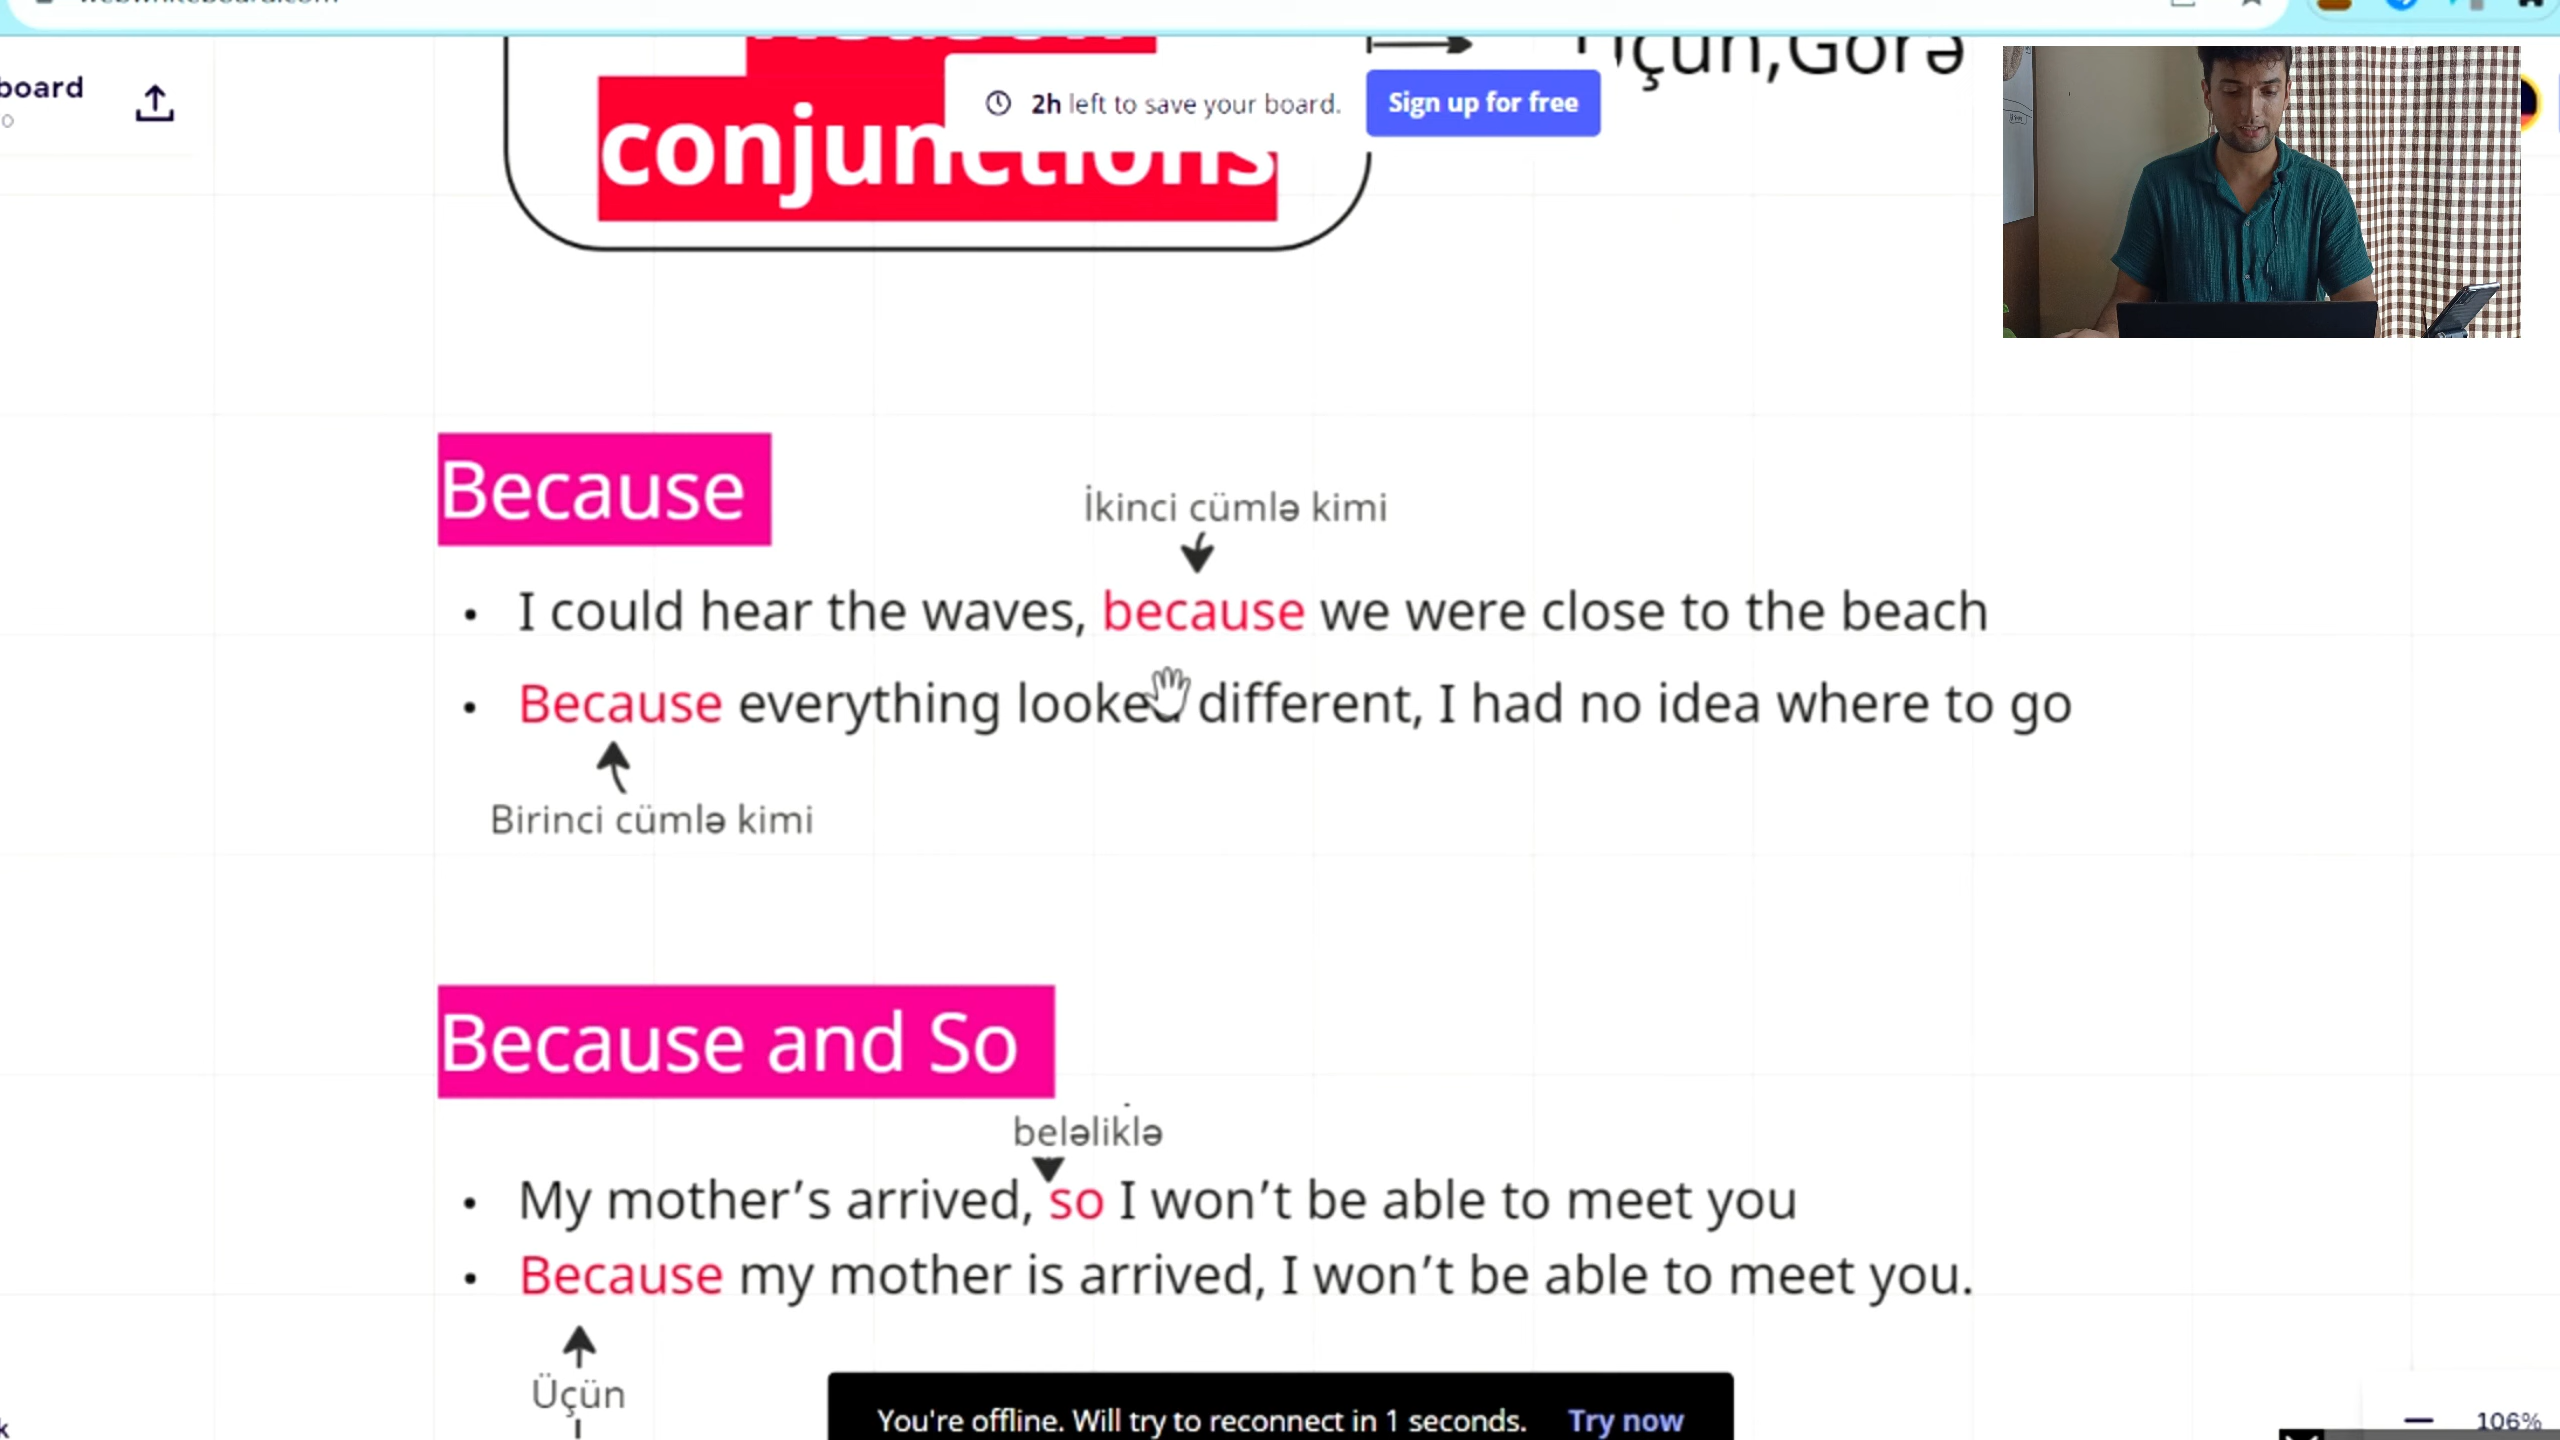 board
2h left to save your board.
Sign up for free
conjunctions
Üçün,Görə
Because
İkinci cümlə kimi
• I could hear the waves, because we were close to the beach
• Because everything looked different, I had no idea where to go
Birinci cümlə kimi
Because and So
beləliklə
• My mother’s arrived, so I won’t be able to meet you
• Because my mother is arrived, I won’t be able to meet you.
Üçün
You're offline. Will try to reconnect in 1 seconds. Try now
106%